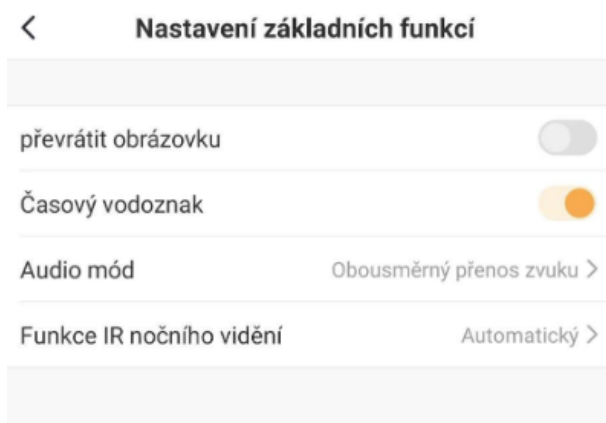 Nastavení základních funkcí
převrátit obrázovku
Časový vodoznak
Audio mód Obousměrný přenos zvuku
Funkce IR nočního vidění Automatický